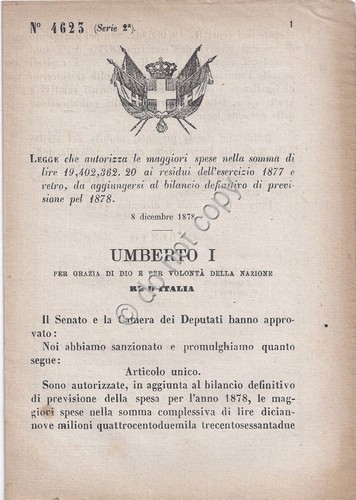 Nº 4623 (Serie 2ª).
1
LEGGE che autorizza le maggiori spese nella somma di
lire 19,402,362. 20 ai residui dell'esercizio 1877 e
retro, da aggiungersi al bilancio definitivo di previ-
sione pel 1878.
8 dicembre 1878
UMBERTO I
PER GRAZIA DI DIO E PER VOLONTÀ DELLA NAZIONE
RE D'ITALIA
Il Senato e la Camera dei Deputati hanno appro-
vato:
Noi abbiamo sanzionato e promulghiamo quanto
segue:
Articolo unico.
Sono autorizzate, in aggiunta al bilancio definitivo
di previsione della spesa per l'anno 1878, le mag-
giori spese nella somma complessiva di lire dician-
nove milioni quattrocentoduemila trecentosessantadue
© do not copy